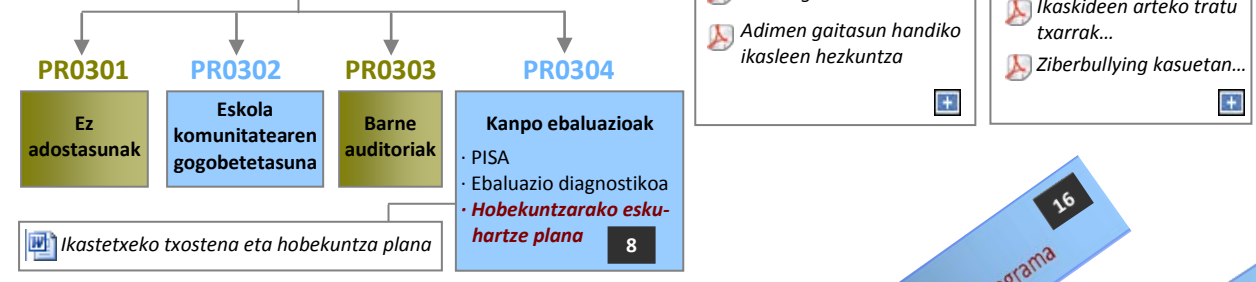 PR0301
PR0302
PR0303
PR0304
Ez
adostasunak
Eskola
komunitatearen
gogobetetasuna
Barne
auditoriak
Kanpo ebaluazioak
· PISA
· Ebaluazio diagnostikoa
· Hobekuntzarako esku-
hartze plana
8
Ikastetxeko txostena eta hobekuntza plana
Adimen gaitasun handiko
ikasleen hezkuntza
Ikaskideen arteko tratu
txarrak...
Ziberbullying kasuetan...
16